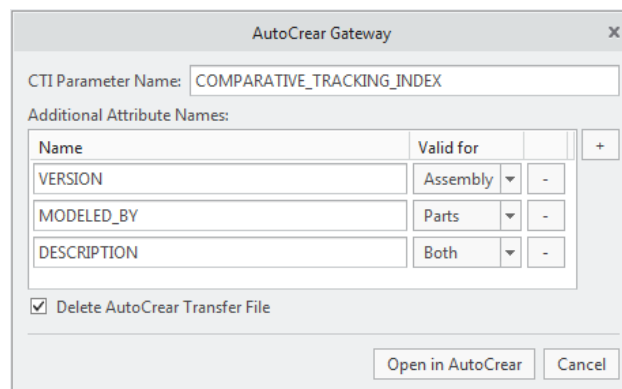 AutoCrear Gateway x
CTI Parameter Name: COMPARATIVE_TRACKING_INDEX
Additional Attribute Names:
Name Valid for +
VERSION Assembly -
MODELED_BY Parts -
DESCRIPTION Both -
Delete AutoCrear Transfer File
Open in AutoCrear Cancel